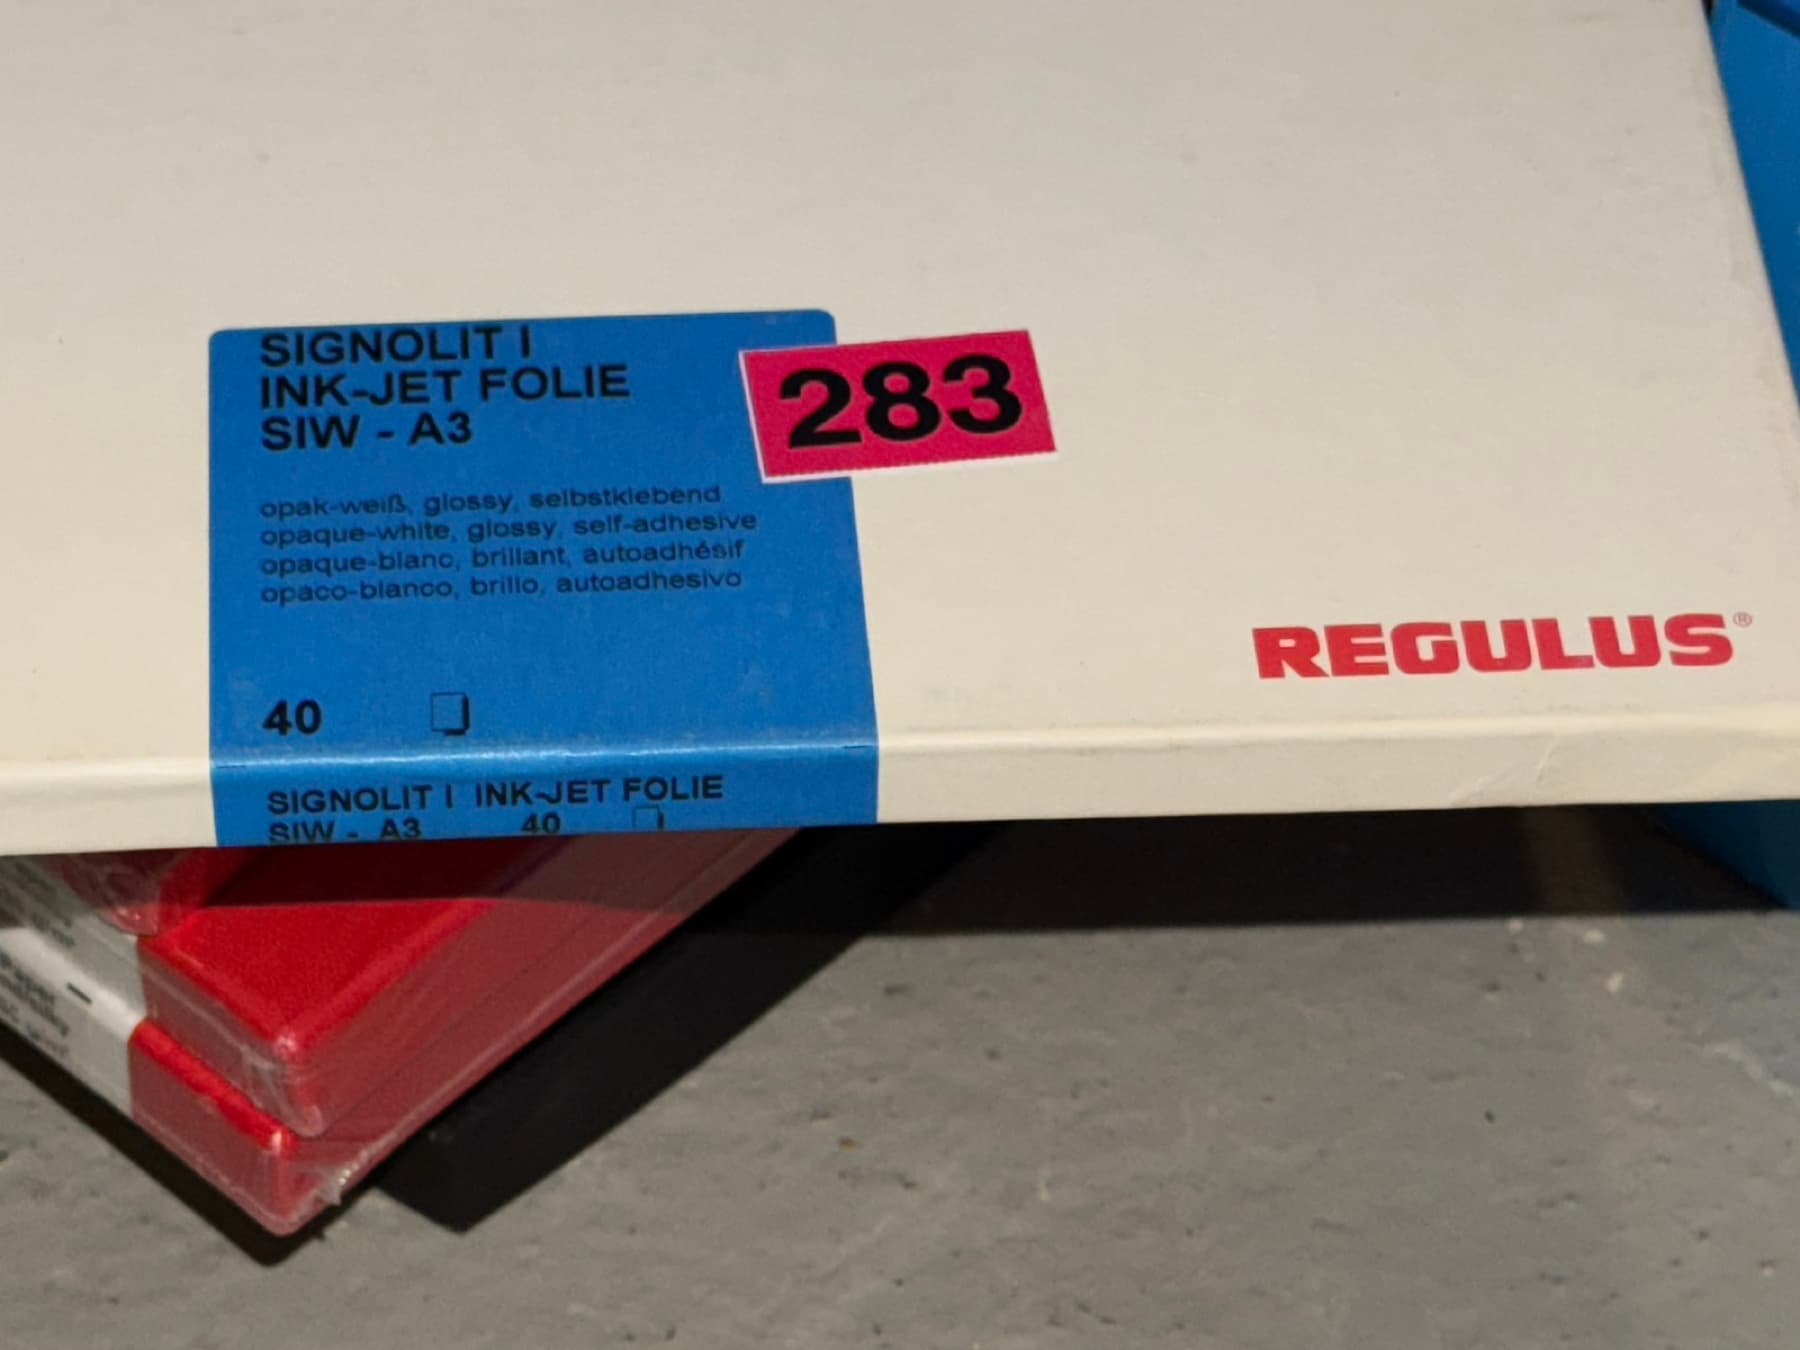 SIGNOLIT I
INK-JET FOLIE
SIW - A3
283
opak-weiß, glossy, selbstklebend
opaque-white, glossy, self-adhesive
opaque-blanc, brillant, autoadhésif
opaco-blanco, brillo, autoadhesivo
40
REGULUS®
SIGNOLIT I INK-JET FOLIE
SIW - A3 40